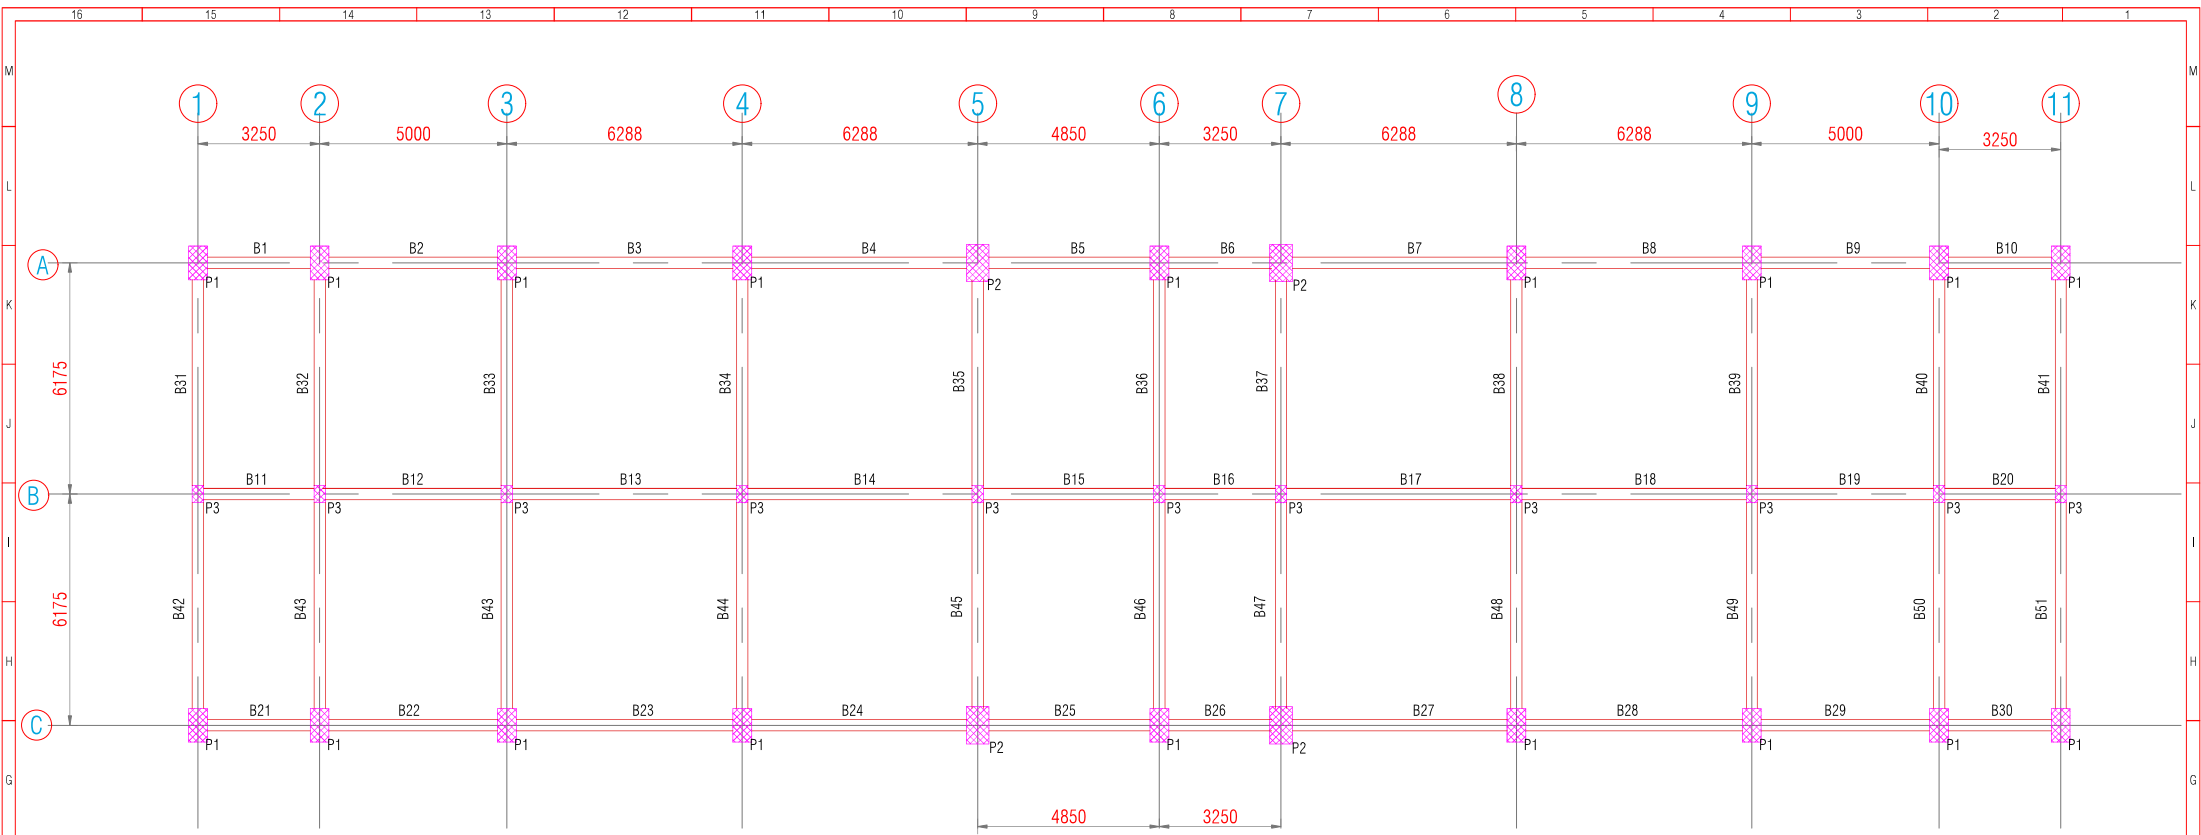 16 15 14 13 12 11 10 9 8 7 6 5 4 3 2 1
M M
1 2 3 4 5 6 7 8 9 10 11
3250 5000 6288 6288 4850 3250 6288 6288 5000 3250
L L
B1 B2 B3 B4 B5 B6 B7 B8 B9 B10
A
P1 P1 P1 P1 P2 P1 P2 P1 P1 P1 P1
K K
6175
B31 B32 B33 B34 B35 B36 B37 B38 B39 B40 B41
J J
B11 B12 B13 B14 B15 B16 B17 B18 B19 B20
B
P3 P3 P3 P3 P3 P3 P3 P3 P3 P3 P3
I I
6175
B42 B43 B43 B44 B45 B46 B47 B48 B49 B50 B51
H H
B21 B22 B23 B24 B25 B26 B27 B28 B29 B30
C
P1 P1 P1 P1 P2 P1 P2 P1 P1 P1 P1
G G
4850 3250